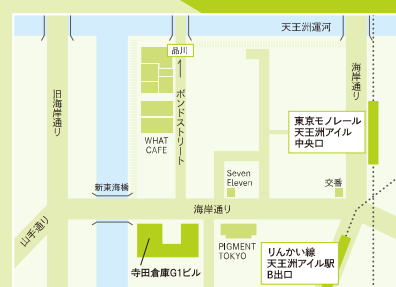 天王洲運河
品川
旧海岸通り
ボンドストリート
海岸通り
東京モノレール
天王洲アイル
中央口
WHAT
CAFE
Seven
Eleven
交番
新東海橋
海岸通り
山手通り
寺田倉庫G1ビル
PIGMENT
TOKYO
りんかい線
天王洲アイル駅
B出口